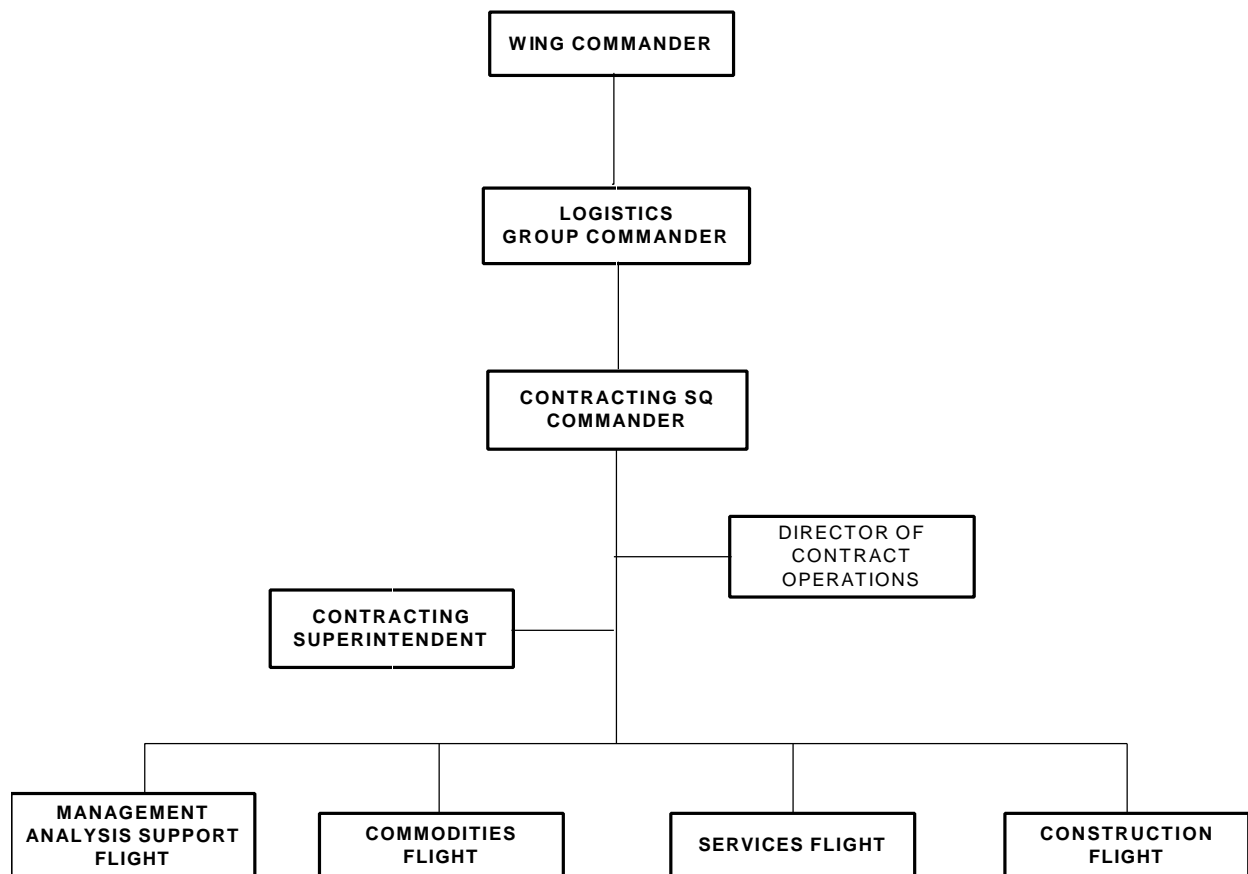 WING COMMANDER
LOGISTICS
GROUP COMMANDER
CONTRACTING SQ
COMMANDER
DIRECTOR OF
CONTRACT
OPERATIONS
CONTRACTING
SUPERINTENDENT
MANAGEMENT
ANALYSIS SUPPORT
FLIGHT
COMMODITIES
FLIGHT
SERVICES FLIGHT
CONSTRUCTION
FLIGHT